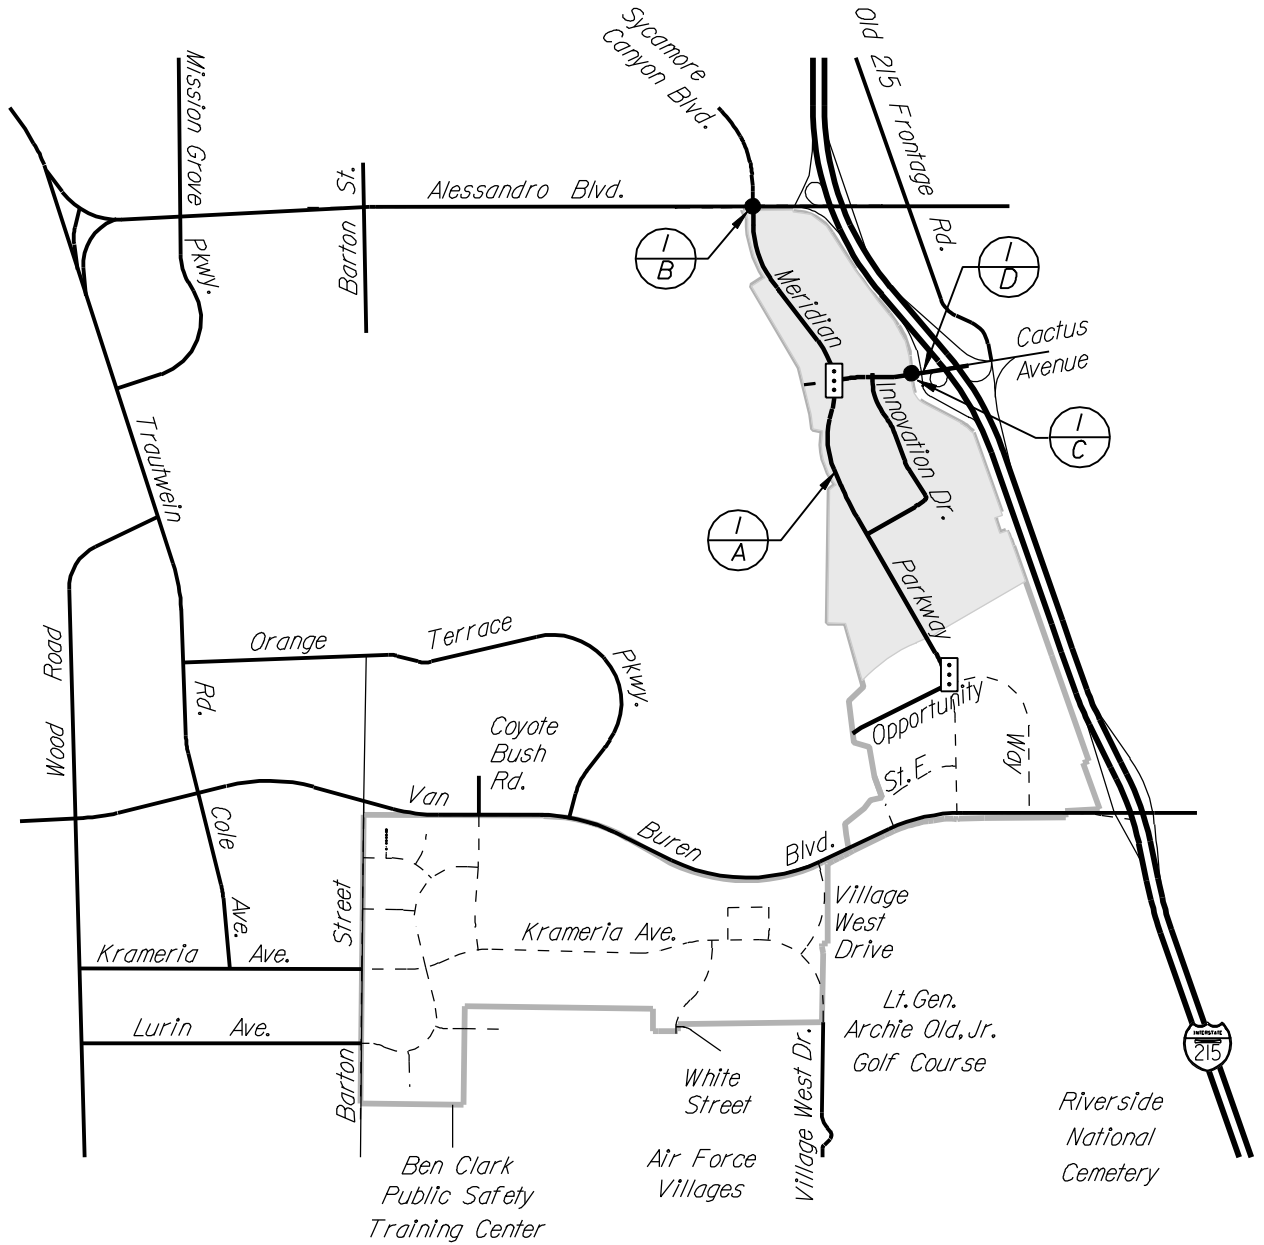 Sycamore
Canyon Blvd.
Old 215 Frontage Rd.
Mission Grove Pkwy.
Barton St.
Alessandro Blvd.
I
B
I
D
Meridian
Cactus
Avenue
Innovation Dr.
I
C
Trautwein
I
A
Parkway
Orange Terrace Pkwy.
Wood Road
Rd.
Coyote
Bush
Rd.
Opportunity
Way
St. E
Van Buren Blvd.
Cole Ave.
Street
Village
West
Drive
Krameria Ave.
Krameria Ave.
Lt. Gen.
Archie Old, Jr.
Golf Course
Lurin Ave.
INTERSTATE
215
Barton
White
Street
Village West Dr.
Riverside
National
Cemetery
Air Force
Villages
Ben Clark
Public Safety
Training Center